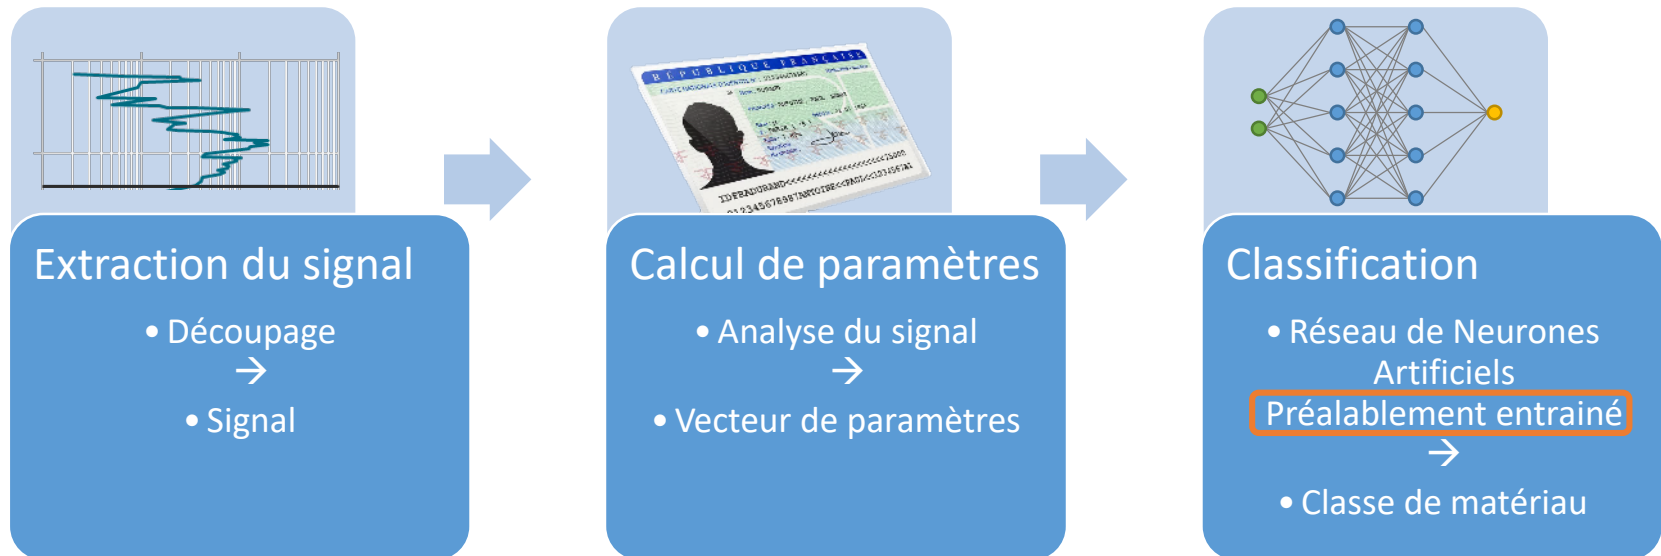 RÉPUBLIQUE FRANÇAISE
Extraction du signal
• Découpage
→
• Signal
Calcul de paramètres
• Analyse du signal
→
• Vecteur de paramètres
Classification
• Réseau de Neurones
Artificiels
Préalablement entrainé
→
• Classe de matériau